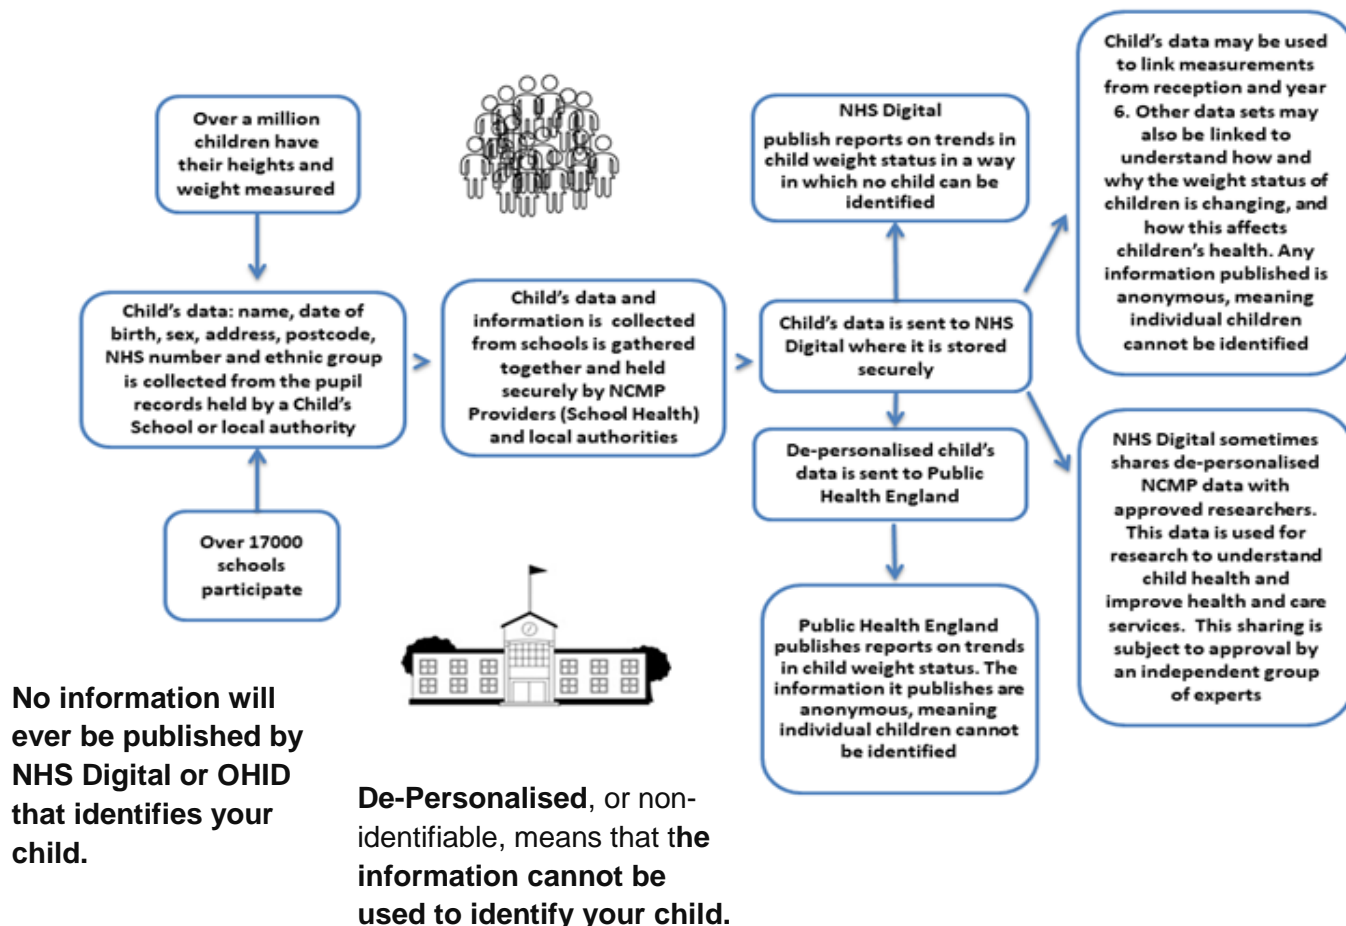 Over a million
children have
their heights and
weight measured
Child's data: name, date of
birth, sex, address, postcode,
NHS number and ethnic group
is collected from the pupil
records held by a Child's
School or local authority
Over 17000
schools
participate
>
Child's data and
information is collected
from schools is gathered
together and held
securely by NCMP
Providers (School Health)
and local authorities
>
NHS Digital
publish reports on trends in
child weight status in a way
in which no child can be
identified
Child's data is sent to NHS
Digital where it is stored
securely
De-personalised child's
data is sent to Public
Health England
Public Health England
publishes reports on trends
in child weight status. The
information it publishes are
anonymous, meaning
individual children cannot
be identified
Child's data may be used
to link measurements
from reception and year
6. Other data sets may
also be linked to
understand how and
why the weight status of
children is changing, and
how this affects
children's health. Any
information published is
anonymous, meaning
individual children
cannot be identified
NHS Digital sometimes
shares de-personalised
NCMP data with
approved researchers.
This data is used for
research to understand
child health and
improve health and care
services. This sharing is
subject to approval by
an independent group
of experts
No information will
ever be published by
NHS Digital or OHID
that identifies your
child.
De-Personalised, or non-
identifiable, means that the
information cannot be
used to identify your child.